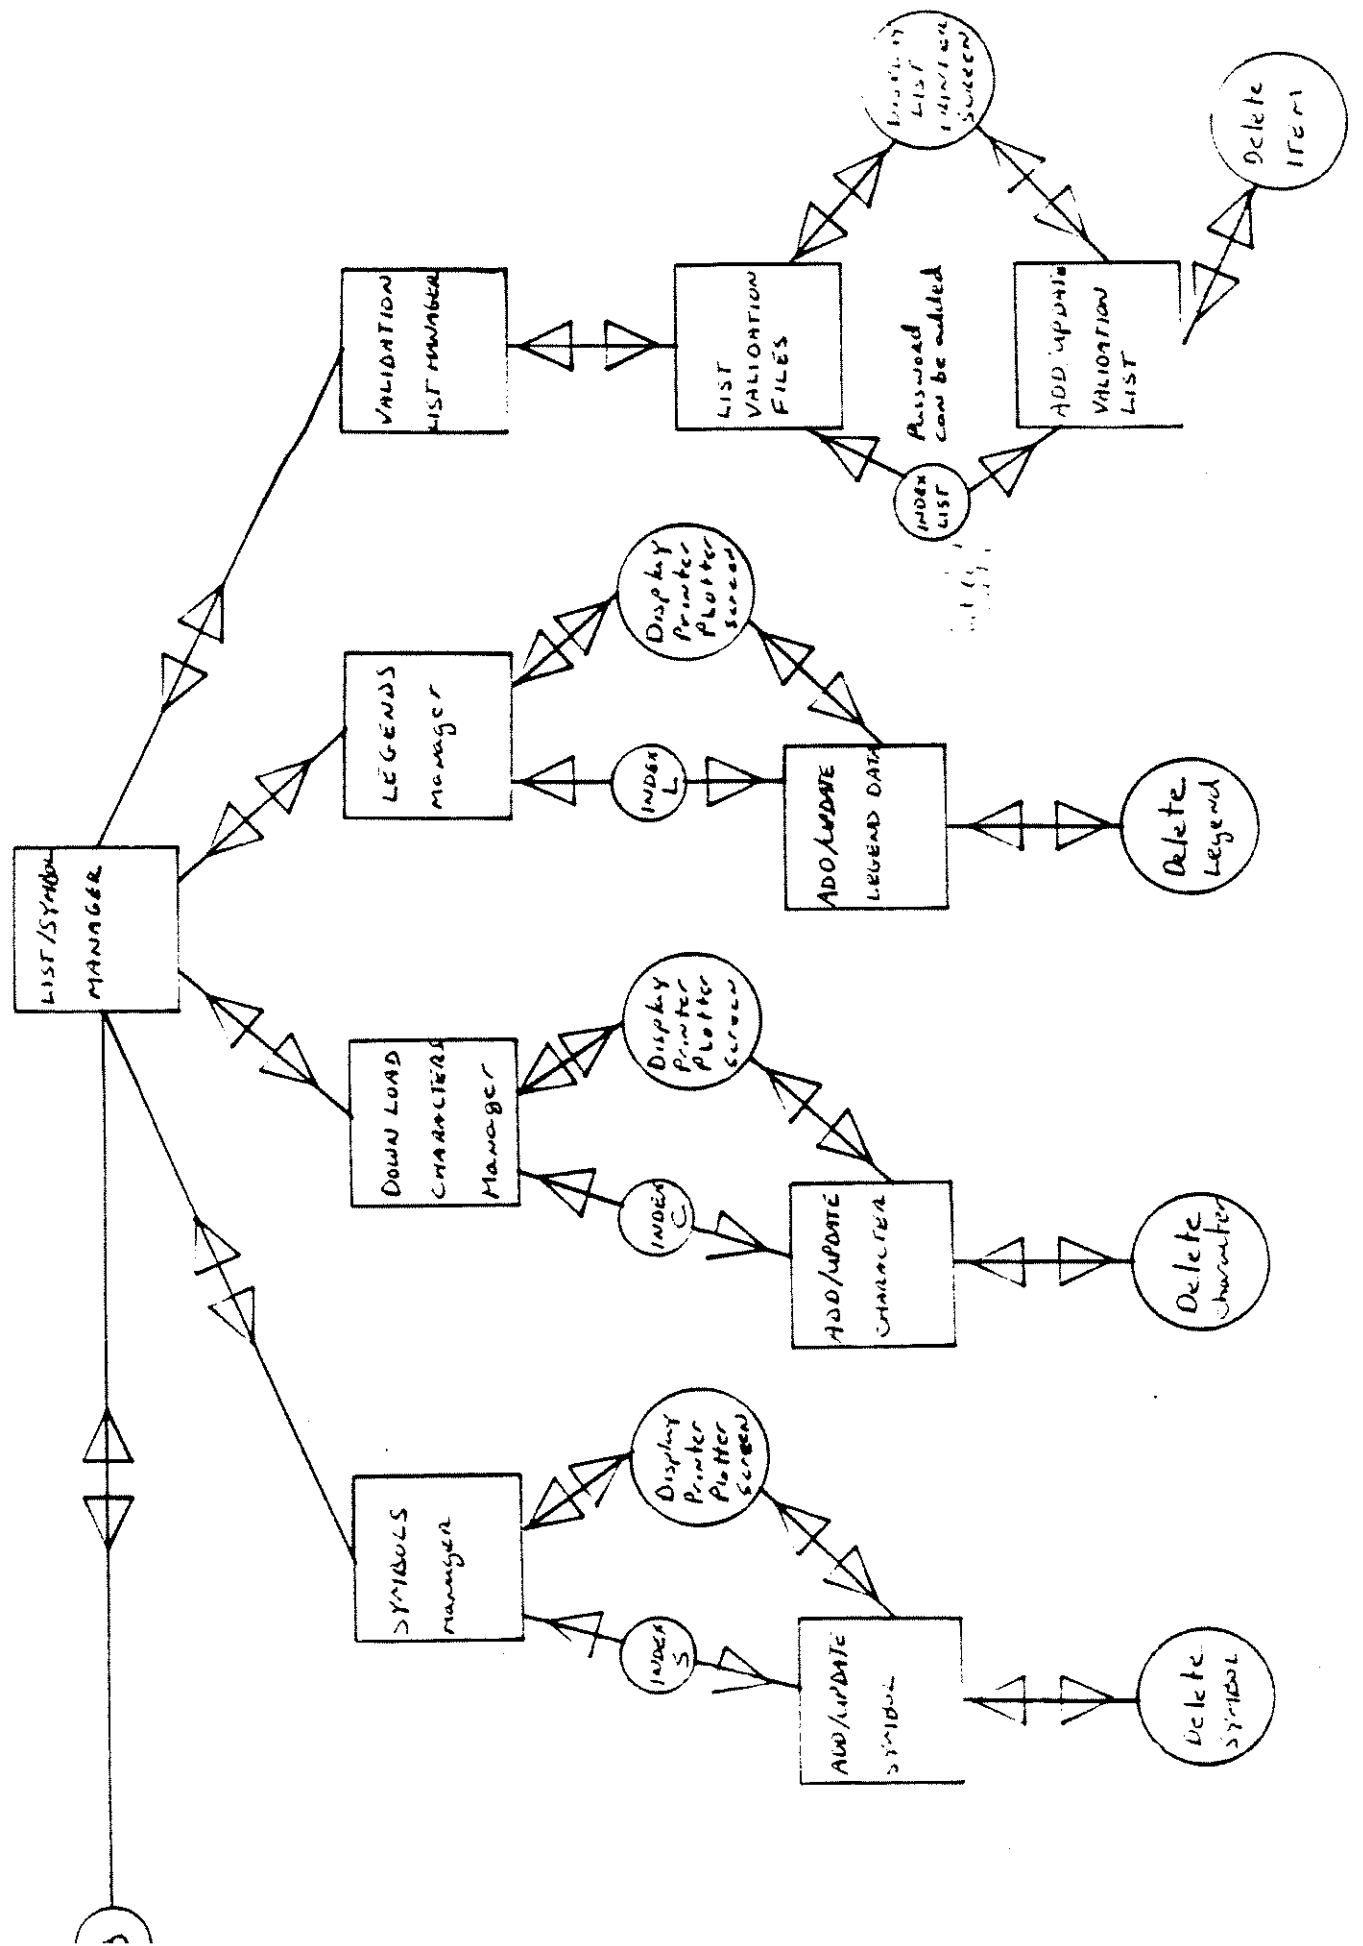 LIST/SYMBOL
MANAGER
SYMBOLS
Manager
DOWN LOAD
CHARACTERS
Manager
LEGENDS
Manager
VALIDATION
LIST MANAGER
INDEX
S
Display
Printer
Plotter
Screen
INDEX
C
Display
Printer
Plotter
Screen
INDEX
L
Display
Printer
Plotter
Screen
LIST
VALIDATION
FILES
ADD/UPDATE
SYMBOL
ADD/UPDATE
CHARACTER
ADD/UPDATE
LEGEND DATA
INDEX
LIST
Password
can be added
LIST
PRINTER
SCREEN
ADD/UPDATE
VALIDATION
LIST
Delete
SYMBOL
Delete
Character
Delete
Legend
Delete
ITEM